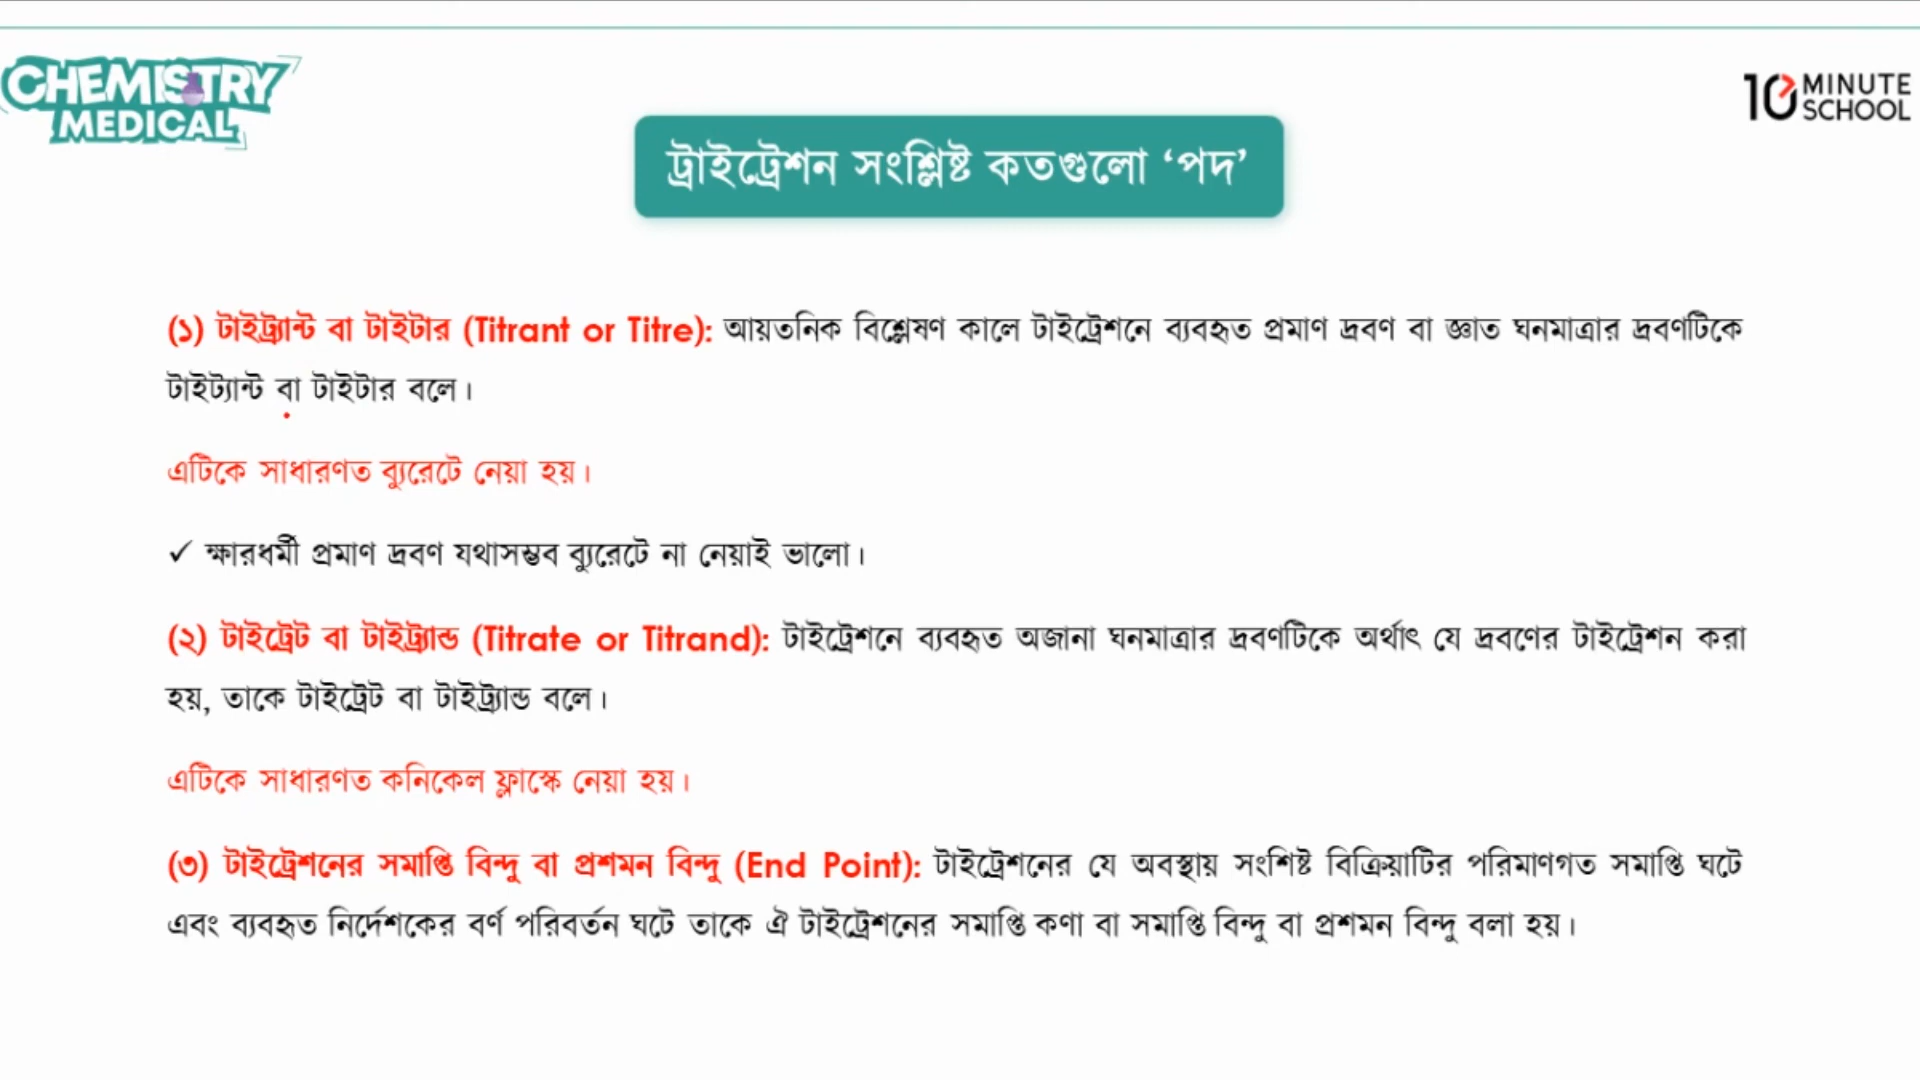 CHEMISTRY
MEDICAL
10 MINUTE
SCHOOL
ট্রাইট্রেশন সংশ্লিষ্ট কতগুলো ‘পদ’
(১) টাইট্র্যান্ট বা টাইটার (Titrant or Titre): আয়তনিক বিশ্লেষণ কালে টাইট্রেশনে ব্যবহৃত প্রমাণ দ্রবণ বা জ্ঞাত ঘনমাত্রার দ্রবণটিকে
টাইট্যান্ট বা টাইটার বলে।
এটিকে সাধারণত ব্যুরেটে নেয়া হয়।
✓ ক্ষারধর্মী প্রমাণ দ্রবণ যথাসম্ভব ব্যুরেটে না নেয়াই ভালো।
(২) টাইট্রেট বা টাইট্র্যান্ড (Titrate or Titrand): টাইট্রেশনে ব্যবহৃত অজানা ঘনমাত্রার দ্রবণটিকে অর্থাৎ যে দ্রবণের টাইট্রেশন করা
হয়, তাকে টাইট্রেট বা টাইট্র্যান্ড বলে।
এটিকে সাধারণত কনিকেল ফ্লাস্কে নেয়া হয়।
(৩) টাইট্রেশনের সমাপ্তি বিন্দু বা প্রশমন বিন্দু (End Point): টাইট্রেশনের যে অবস্থায় সংশিষ্ট বিক্রিয়াটির পরিমাণগত সমাপ্তি ঘটে
এবং ব্যবহৃত নির্দেশকের বর্ণ পরিবর্তন ঘটে তাকে ঐ টাইট্রেশনের সমাপ্তি কণা বা সমাপ্তি বিন্দু বা প্রশমন বিন্দু বলা হয়।